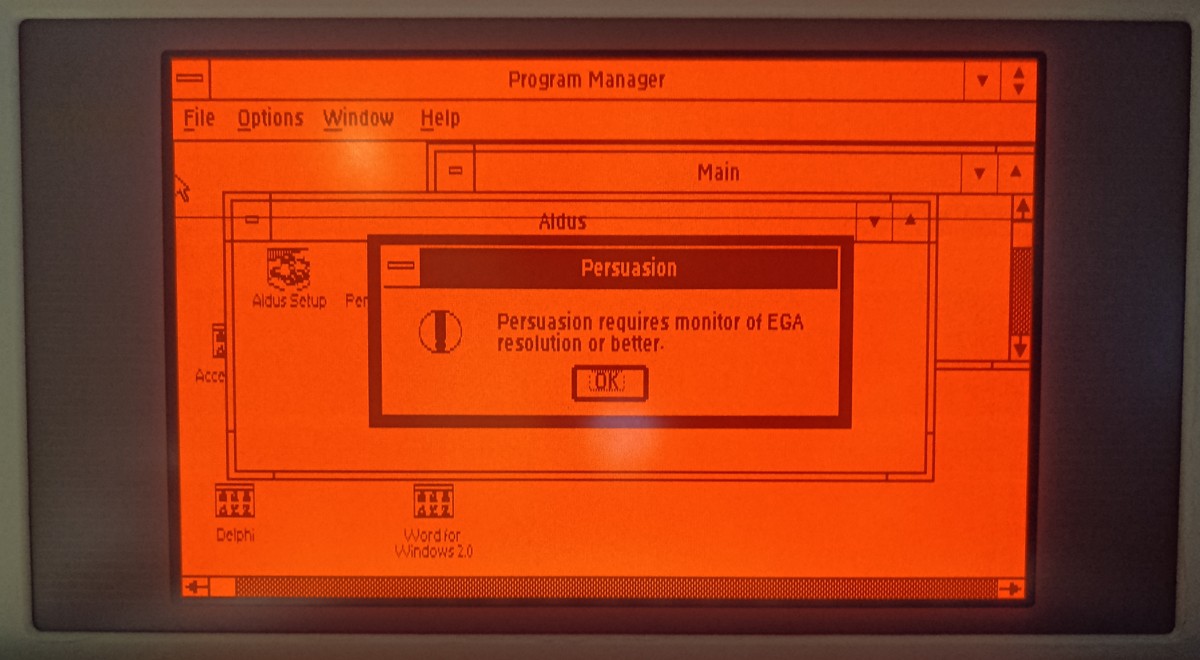 Program Manager
File Options Window Help
Main
Aldus
Persuasion
Aldus Setup
Persuasion requires monitor of EGA
resolution or better.
OK
Delphi
Word for
Windows 2.0